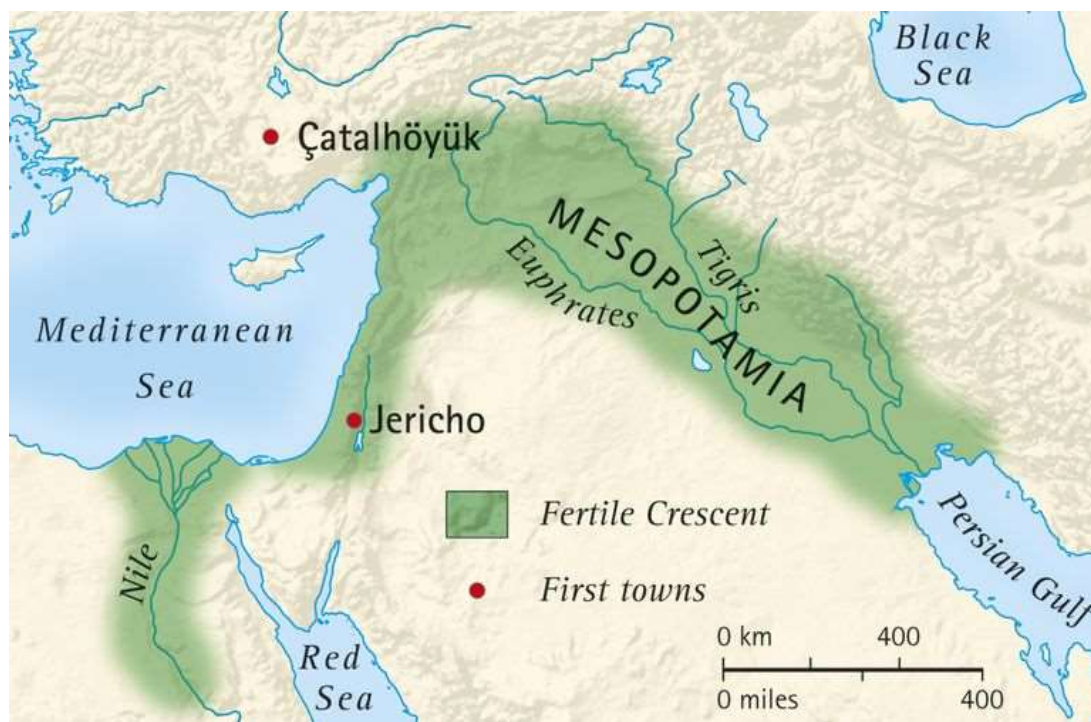 Black
Sea
Çatalhöyük
MESOPOTAMIA
Tigris
Euphrates
Mediterranean
Sea
Jericho
Fertile Crescent
First towns
Nile
Red
Sea
Persian Gulf
0 km 400
0 miles 400